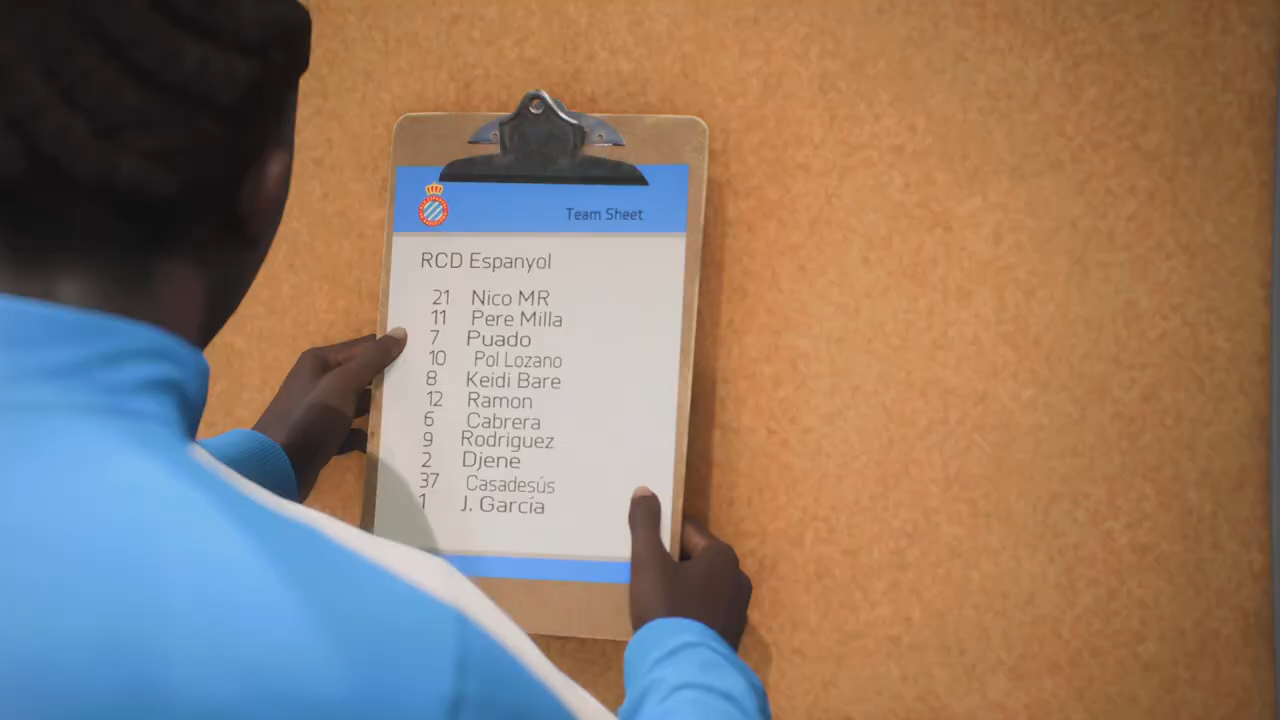 Team Sheet
RCD Espanyol
21 Nico MR
11 Pere Milla
7 Puado
10 Pol Lozano
8 Keidi Bare
12 Ramon
6 Cabrera
9 Rodriguez
2 Djene
37 Casadesús
1 J. García